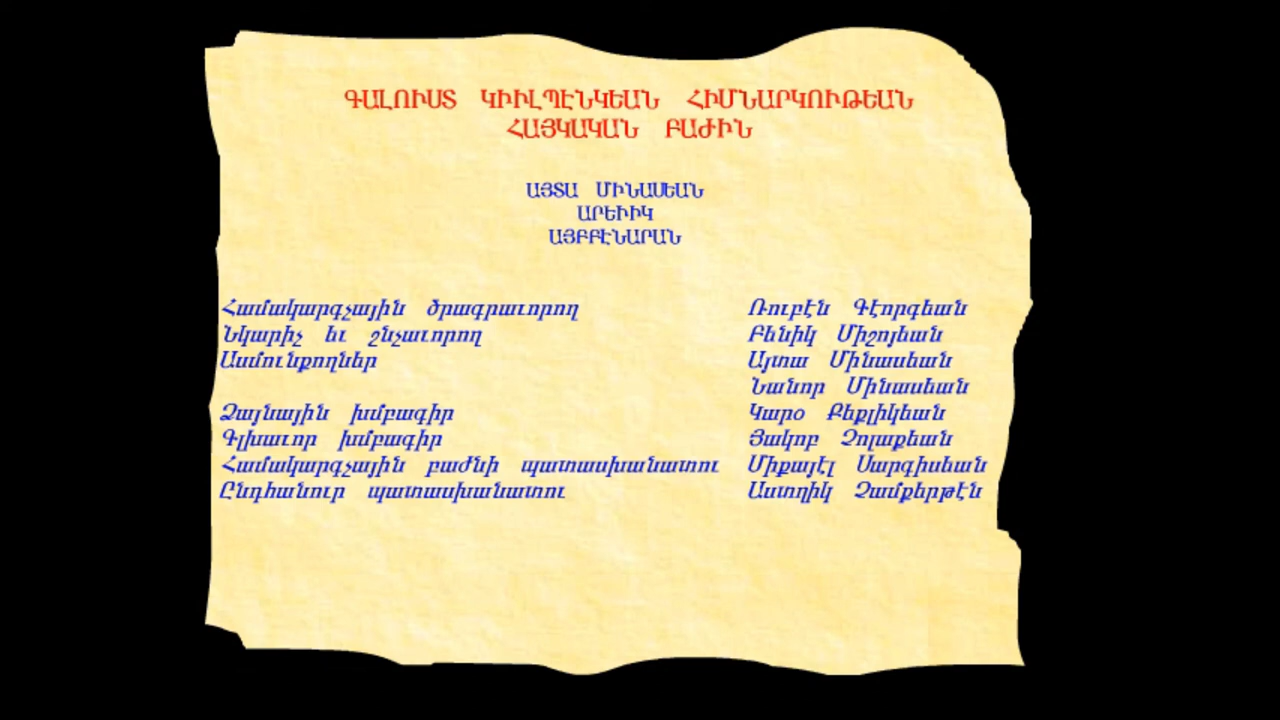 ԳԱԼՈՒՍՏ ԿԻՒԼՊԷՆԿԵԱՆ ՀԻՄՆԱՐԿՈՒԹԵԱՆ
ՀԱՅԿԱԿԱՆ ԲԱԺԻՆ
ԱՅՏԱ ՄԻՆԱՍԵԱՆ
ԱՐԵՒԻԿ
ԱՅԲԲԷՆԱՐԱՆ
Համակարգչային ծրագրաւորող Ռուբէն Գէորգեան
Նկարիչ եւ շնչաւորող Բենիկ Միշոյեան
Ասմունքողներ Այտա Մինասեան
Նանոր Մինասեան
Ձայնային խմբագիր Կարօ Քեքլիկեան
Գլխաւոր խմբագիր Յակոբ Չոլաքեան
Համակարգչային բաժնի պատասխանատու Միքայէլ Սարգիսեան
Ընդհանուր պատասխանատու Աստղիկ Չամքերթէն